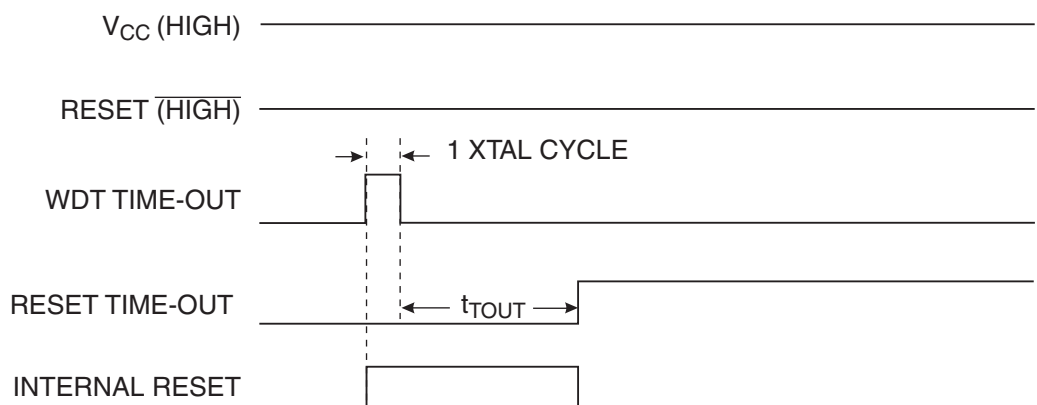 VCC (HIGH)
RESET (HIGH)
1 XTAL CYCLE
WDT TIME-OUT
RESET TIME-OUT
tTOUT
INTERNAL RESET